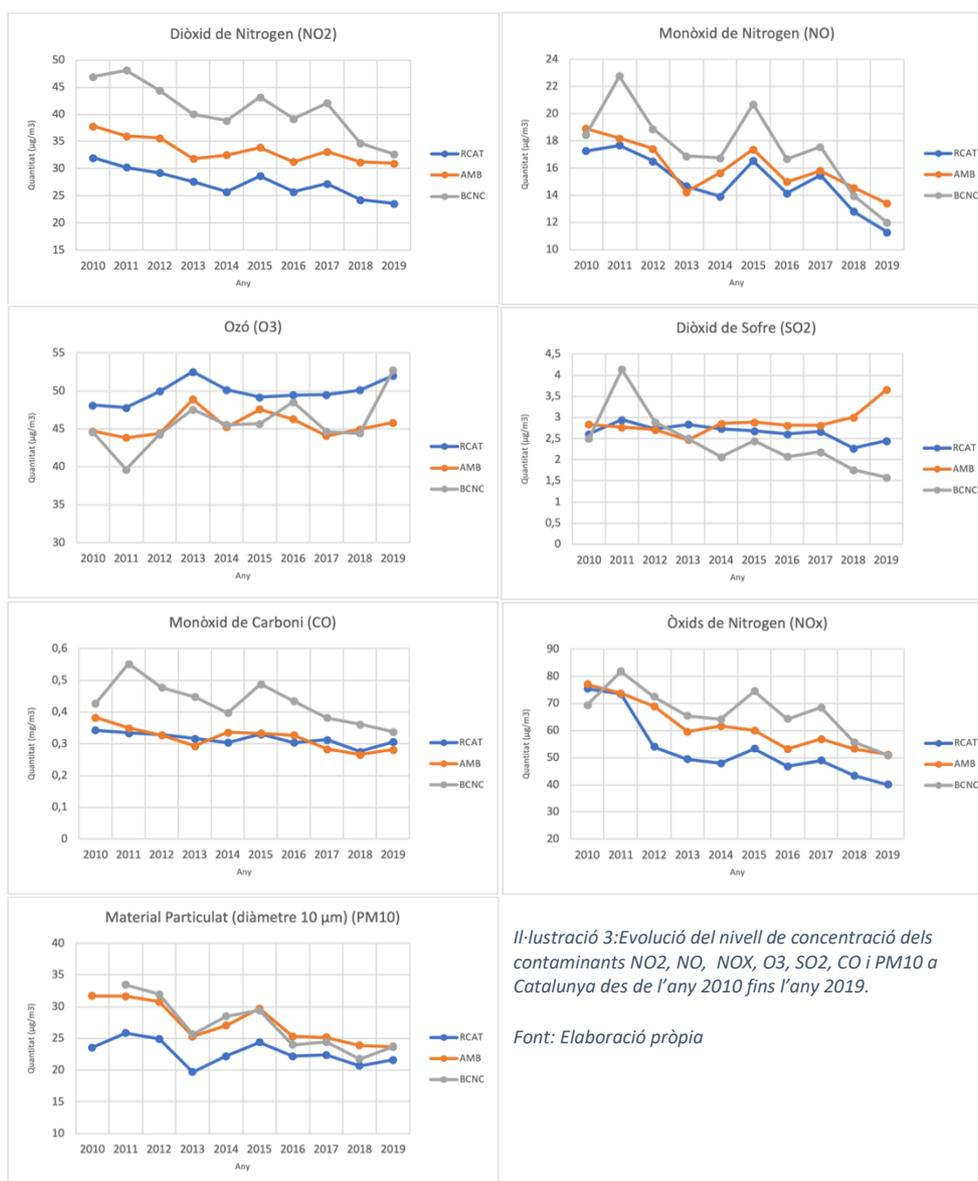 Diòxid de Nitrogen (NO2)
50
45
40
35
30
25
20
15
Quantitat (µg/m3)
2010 2011 2012 2013 2014 2015 2016 2017 2018 2019
Any
RCAT
AMB
BCNC
Monòxid de Nitrogen (NO)
24
22
20
18
16
14
12
10
Quantitat (µg/m3)
2010 2011 2012 2013 2014 2015 2016 2017 2018 2019
Any
RCAT
AMB
BCNC
Ozó (O3)
55
50
45
40
35
30
Quantitat (µg/m3)
2010 2011 2012 2013 2014 2015 2016 2017 2018 2019
Any
RCAT
AMB
BCNC
Diòxid de Sofre (SO2)
4,5
4
3,5
3
2,5
2
1,5
1
0,5
0
Quantitat (µg/m3)
2010 2011 2012 2013 2014 2015 2016 2017 2018 2019
Any
RCAT
AMB
BCNC
Monòxid de Carboni (CO)
0,6
0,5
0,4
0,3
0,2
0,1
0
Quantitat (mg/m3)
2010 2011 2012 2013 2014 2015 2016 2017 2018 2019
Any
RCAT
AMB
BCNC
Òxids de Nitrogen (NOx)
90
80
70
60
50
40
30
20
Quantitat (µg/m3)
2010 2011 2012 2013 2014 2015 2016 2017 2018 2019
Any
RCAT
AMB
BCNC
Material Particulat (diàmetre 10 µm) (PM10)
40
35
30
25
20
15
10
Quantitat (µg/m3)
2010 2011 2012 2013 2014 2015 2016 2017 2018 2019
Any
RCAT
AMB
BCNC
Il·lustració 3:Evolució del nivell de concentració dels
contaminants NO2, NO, NOX, O3, SO2, CO i PM10 a
Catalunya des de l’any 2010 fins l’any 2019.
Font: Elaboració pròpia